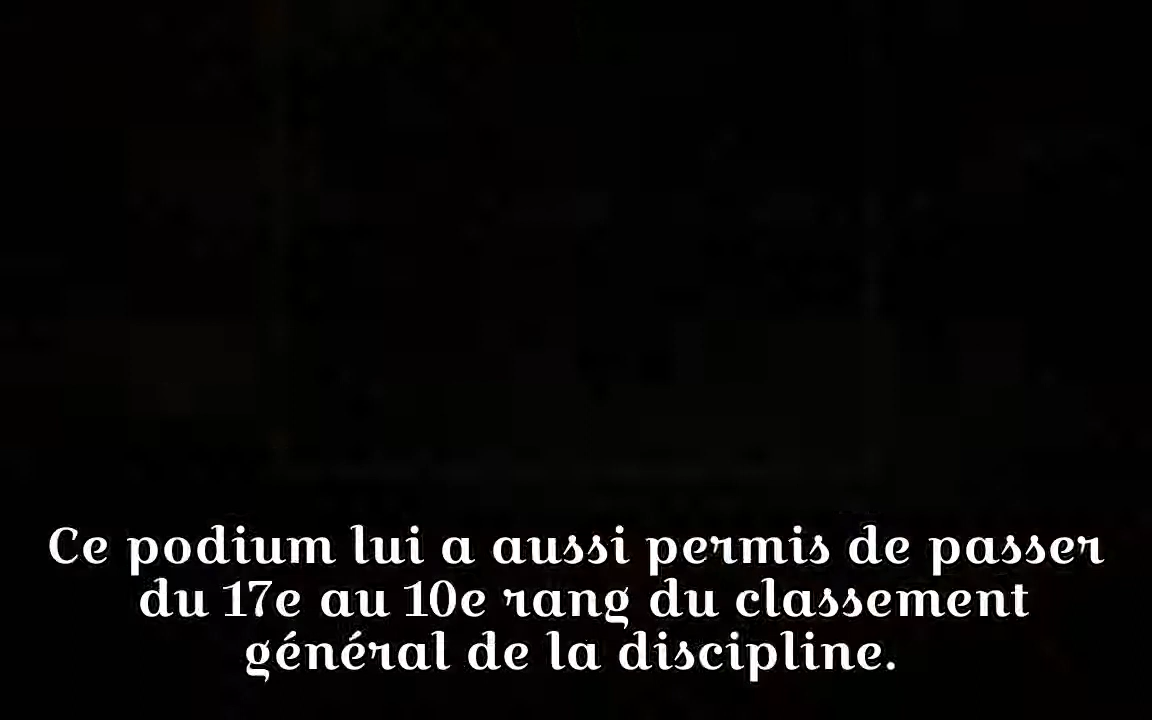 Ce podium lui a aussi permis de passer
du 17e au 10e rang du classement
général de la discipline.